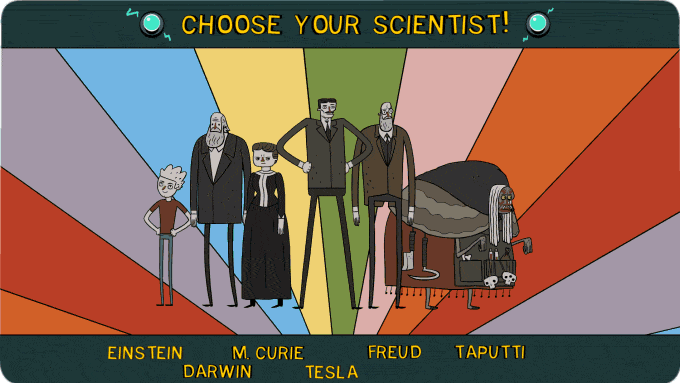 CHOOSE YOUR SCIENTIST!
EINSTEIN M. CURIE FREUD TAPUTTI
DARWIN TESLA